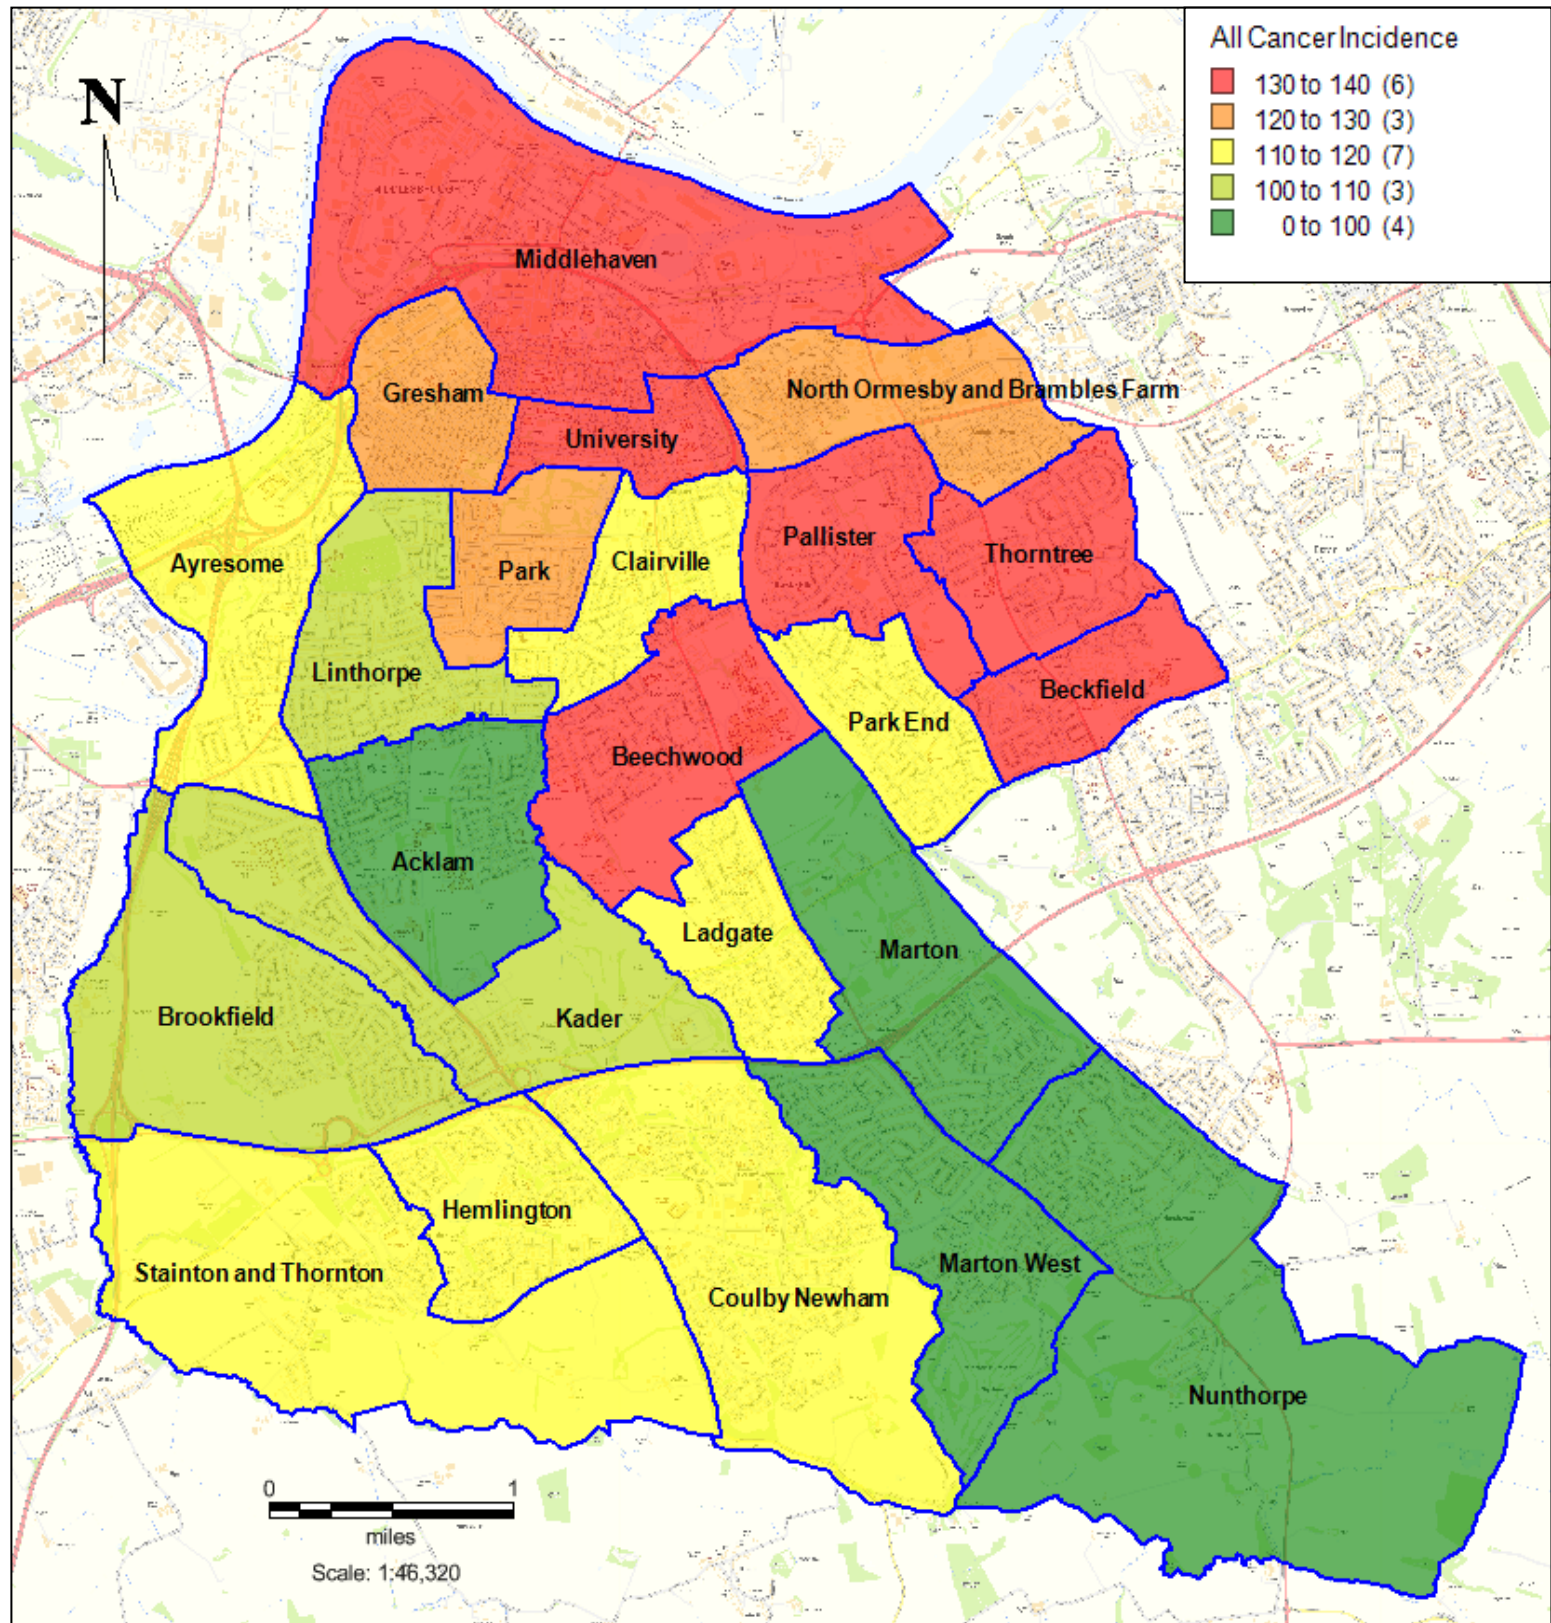 All Cancer Incidence
130 to 140 (6)
120 to 130 (3)
110 to 120 (7)
100 to 110 (3)
0 to 100 (4)
N
Middlehaven
Gresham
North Ormesby and Brambles Farm
University
Pallister
Thorntree
Ayresome
Park
Clairville
Linthorpe
Beckfield
Park End
Beechwood
Acklam
Ladgate
Marton
Brookfield
Kader
Hemlington
Stainton and Thornton
Marton West
Coulby Newham
Nunthorpe
0 1
miles
Scale: 1:46,320